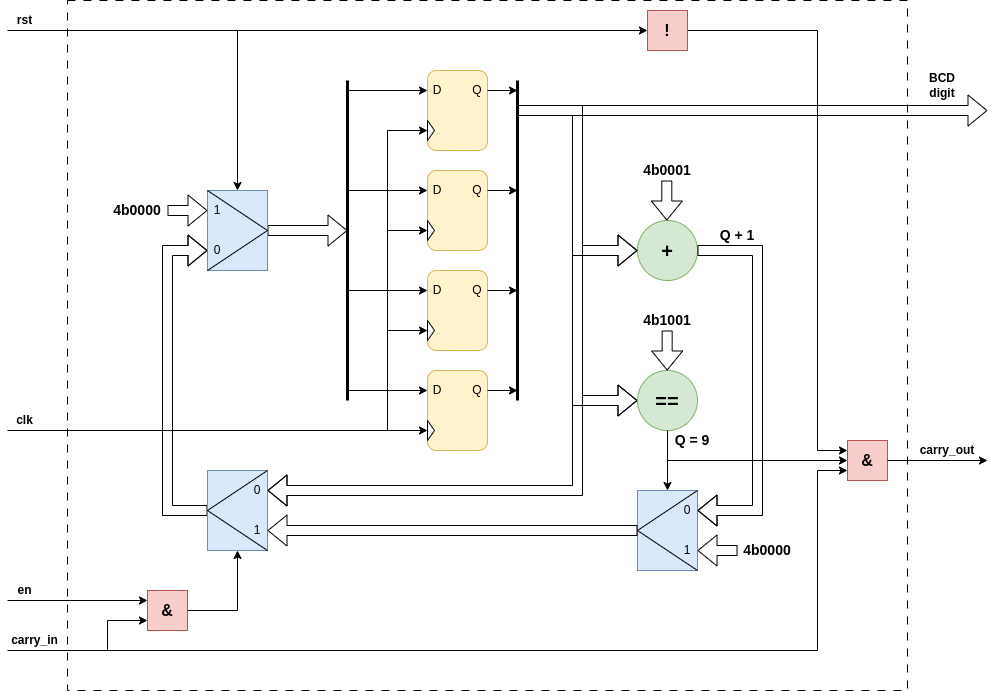 rst
!
BCD
digit
D
Q
4b0001
D
Q
4b0000
1
0
+
Q + 1
D
Q
4b1001
D
Q
==
clk
Q = 9
&
carry_out
0
1
0
1
4b0000
en
&
carry_in